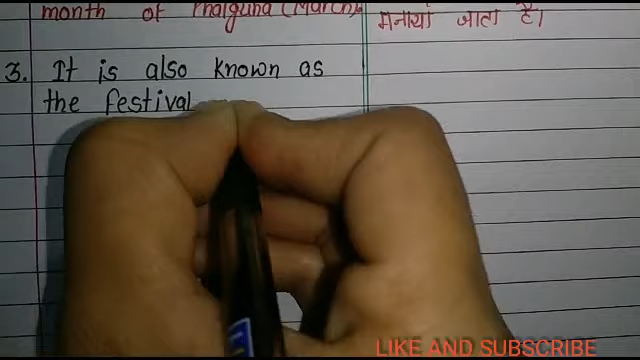 month of Phalguna (March).
मनाया जाता है।
3. It is also known as
the festival
LIKE AND SUBSCRIBE